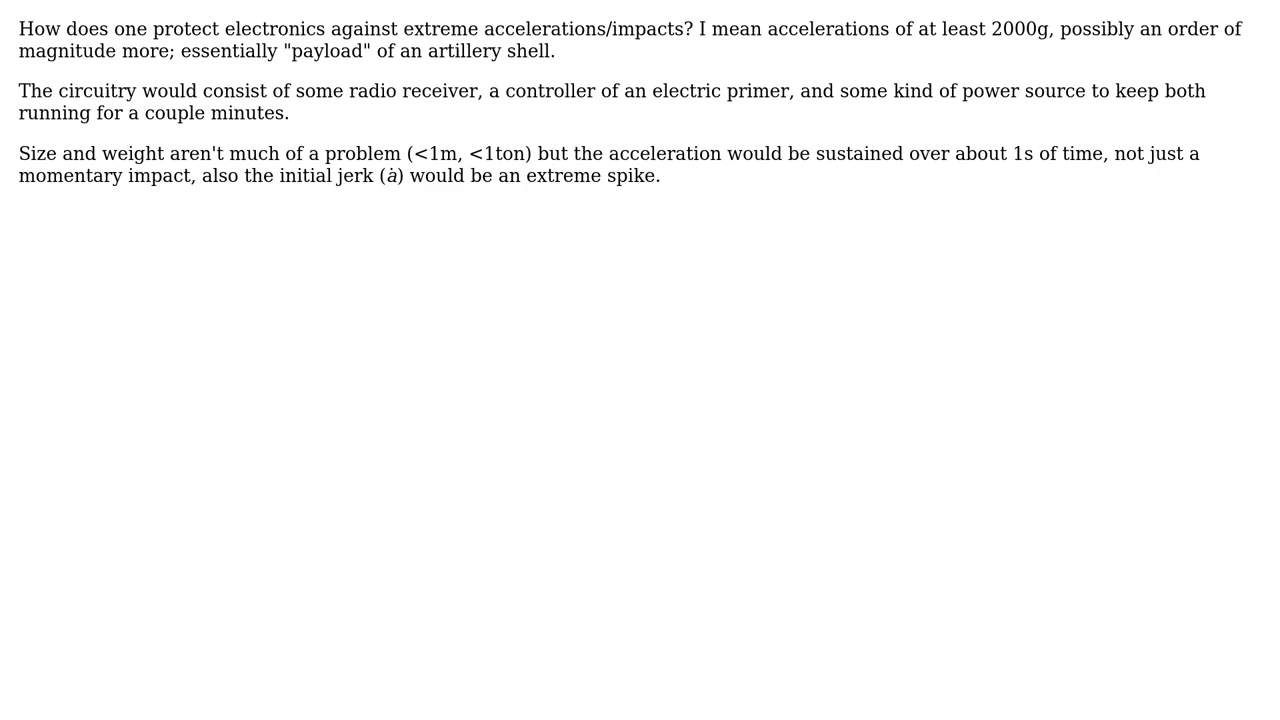 How does one protect electronics against extreme accelerations/impacts? I mean accelerations of at least 2000g, possibly an order of
magnitude more; essentially "payload" of an artillery shell.
The circuitry would consist of some radio receiver, a controller of an electric primer, and some kind of power source to keep both
running for a couple minutes.
Size and weight aren't much of a problem (<1m, <1ton) but the acceleration would be sustained over about 1s of time, not just a
momentary impact, also the initial jerk (ȧ) would be an extreme spike.